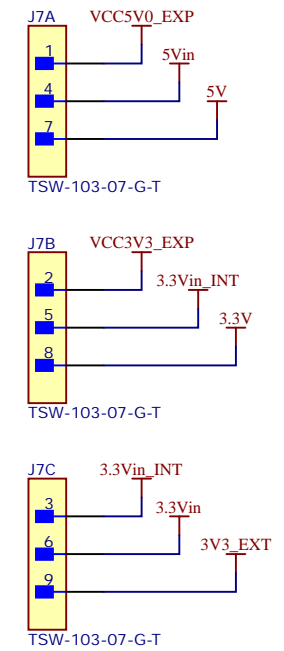 J7A
VCC5V0_EXP
1
5Vin
4
5V
7
TSW-103-07-G-T
J7B
VCC3V3_EXP
2
3.3Vin_INT
5
3.3V
8
TSW-103-07-G-T
J7C
3.3Vin_INT
3
3.3Vin
6
3V3_EXT
9
TSW-103-07-G-T